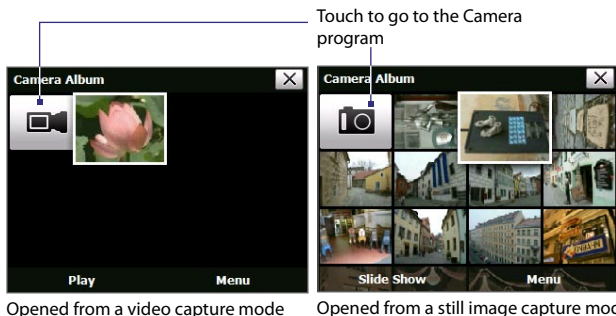 Touch to go to the Camera
program
Camera Album
Play Menu
Opened from a video capture mode
Camera Album
Slide Show Menu
Opened from a still image capture